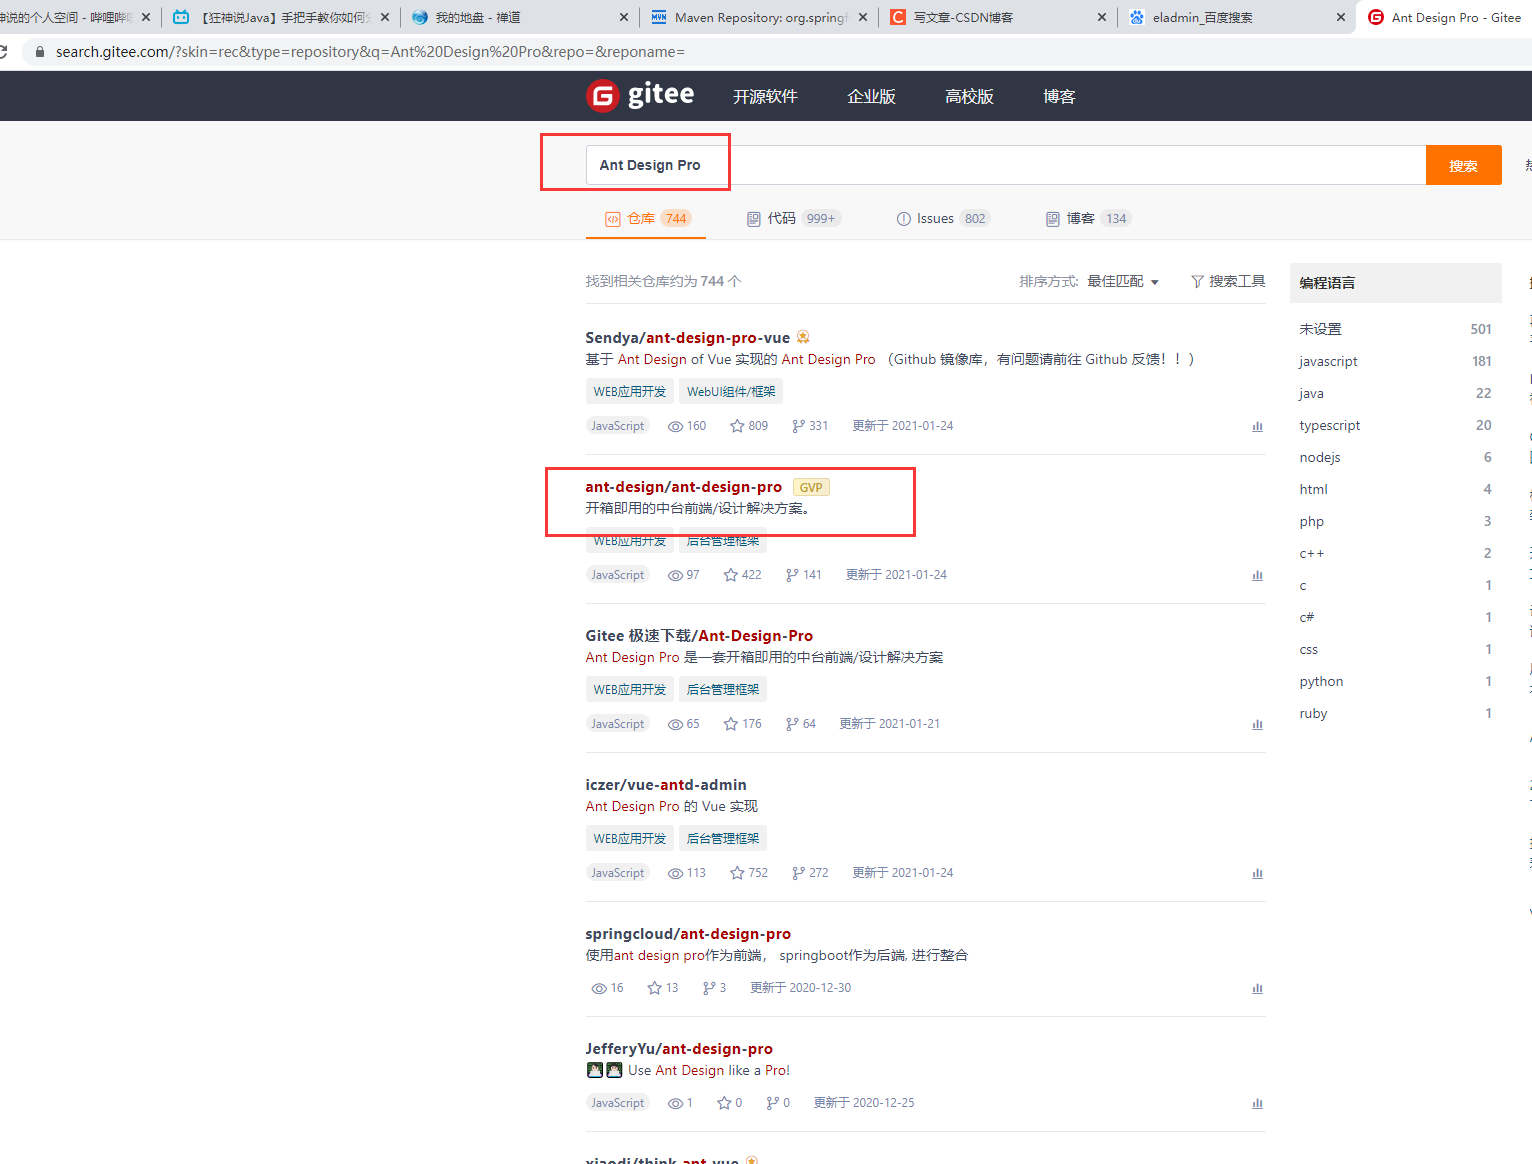 神说的个人空间 - 哔哩哔哩
【狂神说Java】手把手教你如何
我的地盘 - 禅道
Maven Repository: org.springf
写文章-CSDN博客
eladmin_百度搜索
Ant Design Pro - Gitee
search.gitee.com/?skin=rec&type=repository&q=Ant%20Design%20Pro&repo=&reponame=
gitee 开源软件 企业版 高校版 博客
Ant Design Pro 搜索
仓库 744 代码 999+ Issues 802 博客 134
找到相关仓库约为 744 个 排序方式: 最佳匹配 搜索工具
Sendya/ant-design-pro-vue
基于 Ant Design of Vue 实现的 Ant Design Pro （Github 镜像库，有问题请前往 Github 反馈！！）
WEB应用开发 WebUI组件/框架
JavaScript 160 809 331 更新于 2021-01-24
ant-design/ant-design-pro GVP
开箱即用的中台前端/设计解决方案。
WEB应用开发 后台管理框架
JavaScript 97 422 141 更新于 2021-01-24
Gitee 极速下载/Ant-Design-Pro
Ant Design Pro 是一套开箱即用的中台前端/设计解决方案
WEB应用开发 后台管理框架
JavaScript 65 176 64 更新于 2021-01-21
iczer/vue-antd-admin
Ant Design Pro 的 Vue 实现
WEB应用开发 后台管理框架
JavaScript 113 752 272 更新于 2021-01-24
springcloud/ant-design-pro
使用ant design pro作为前端， springboot作为后端, 进行整合
16 13 3 更新于 2020-12-30
JefferyYu/ant-design-pro
Use Ant Design like a Pro!
JavaScript 1 0 0 更新于 2020-12-25
xiaodi/think-ant-vue
编程语言
未设置 501
javascript 181
java 22
typescript 20
nodejs 6
html 4
php 3
c++ 2
c 1
c# 1
css 1
python 1
ruby 1